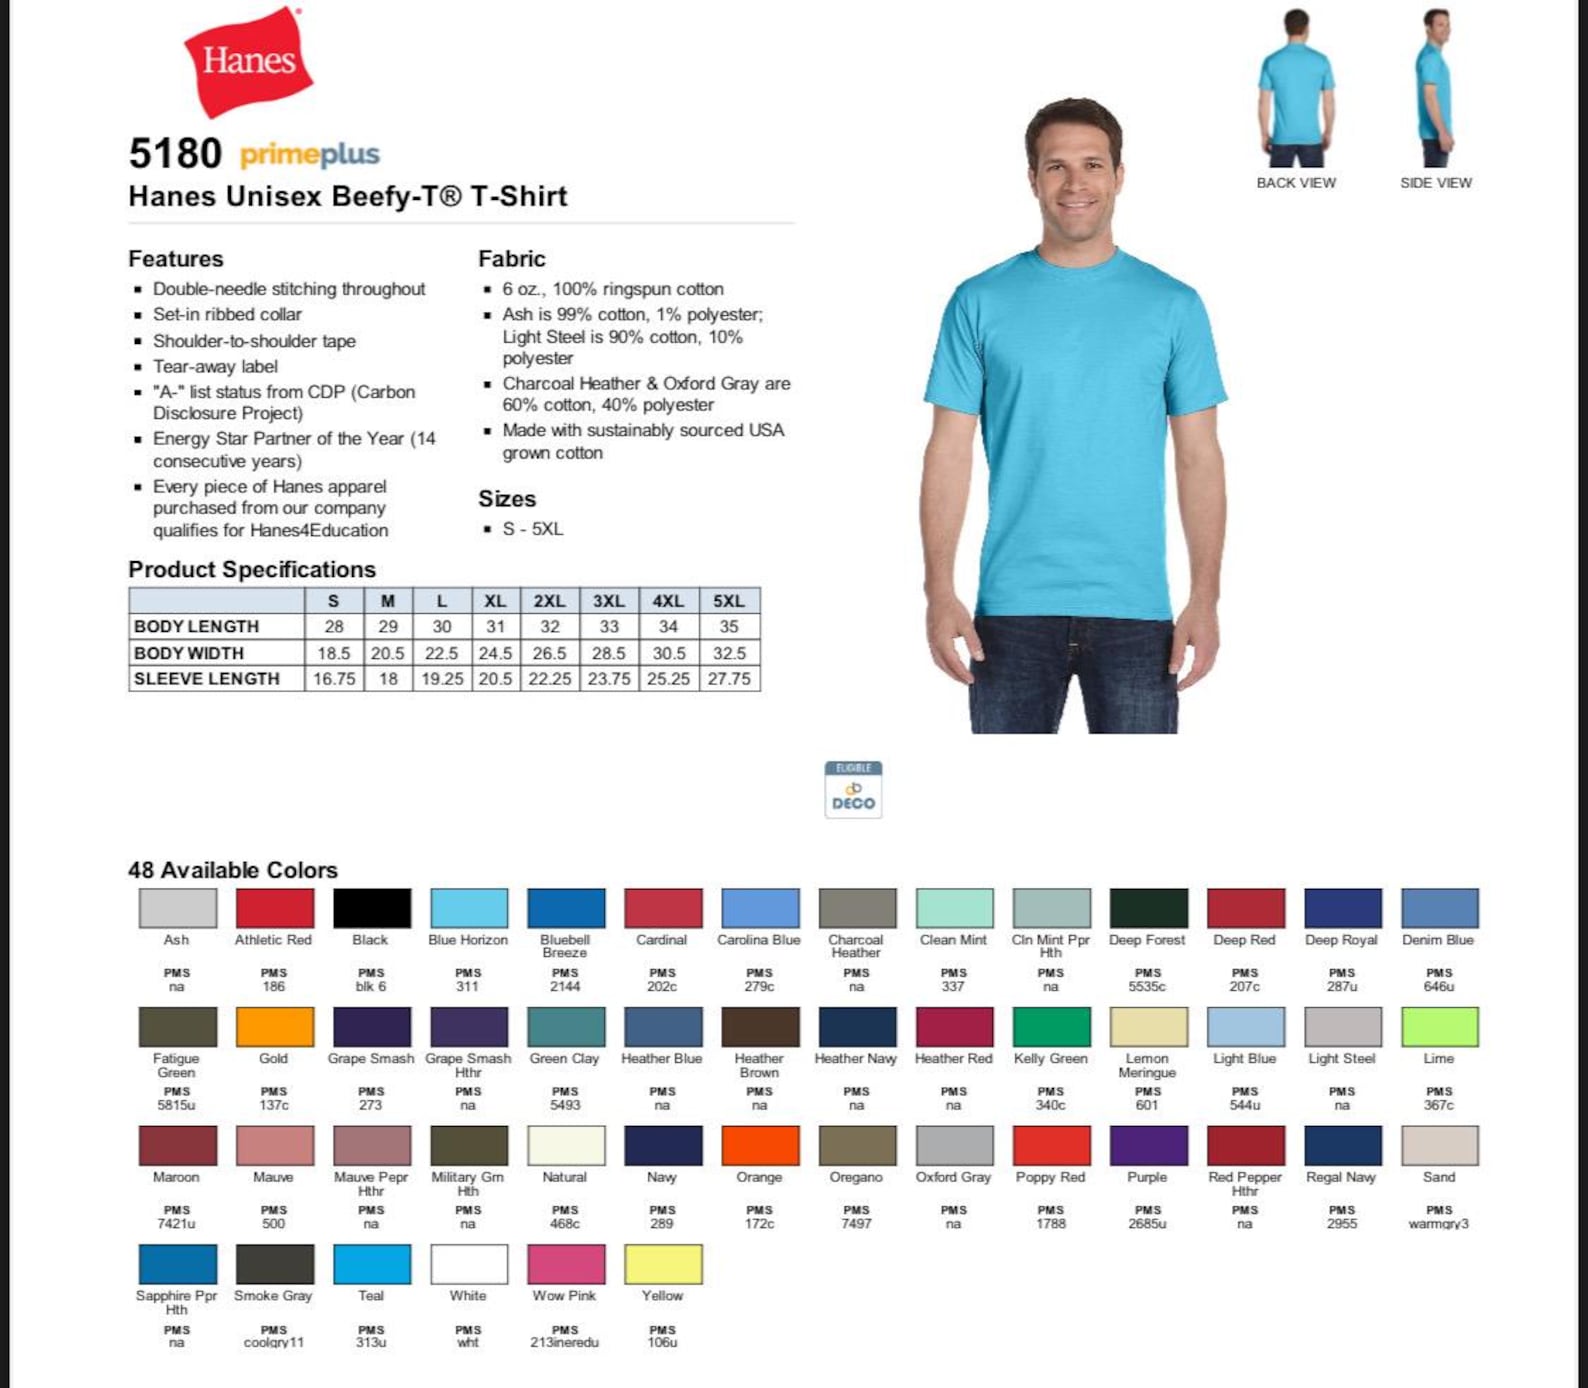 Hanes
BACK VIEW SIDE VIEW
5180 primeplus
Hanes Unisex Beefy-T® T-Shirt
Features
▪ Double-needle stitching throughout
▪ Set-in ribbed collar
▪ Shoulder-to-shoulder tape
▪ Tear-away label
▪ "A-" list status from CDP (Carbon
Disclosure Project)
▪ Energy Star Partner of the Year (14
consecutive years)
▪ Every piece of Hanes apparel
purchased from our company
qualifies for Hanes4Education
Fabric
▪ 6 oz., 100% ringspun cotton
▪ Ash is 99% cotton, 1% polyester;
Light Steel is 90% cotton, 10%
polyester
▪ Charcoal Heather & Oxford Gray are
60% cotton, 40% polyester
▪ Made with sustainably sourced USA
grown cotton
Sizes
▪ S - 5XL
Product Specifications
S M L XL 2XL 3XL 4XL 5XL
BODY LENGTH 28 29 30 31 32 33 34 35
BODY WIDTH 18.5 20.5 22.5 24.5 26.5 28.5 30.5 32.5
SLEEVE LENGTH 16.75 18 19.25 20.5 22.25 23.75 25.25 27.75
ELIGIBLE
DECO
48 Available Colors
Ash Athletic Red Black Blue Horizon Bluebell Cardinal Carolina Blue Charcoal Clean Mint Cln Mint Ppr Deep Forest Deep Red Deep Royal Denim Blue
Breeze Heather Hth
PMS PMS PMS PMS PMS PMS PMS PMS PMS PMS PMS PMS PMS PMS
na 186 blk 6 311 2144 202c 279c na 337 na 5535c 207c 287u 646u
Fatigue Gold Grape Smash Grape Smash Green Clay Heather Blue Heather Heather Navy Heather Red Kelly Green Lemon Light Blue Light Steel Lime
Green Hthr Brown Meringue
PMS PMS PMS PMS PMS PMS PMS PMS PMS PMS PMS PMS PMS PMS
5815u 137c 273 na 5493 na na na na 340c 601 544u na 367c
Maroon Mauve Mauve Pepr Military Grn Natural Navy Orange Oregano Oxford Gray Poppy Red Purple Red Pepper Regal Navy Sand
Hthr Hth Hthr
PMS PMS PMS PMS PMS PMS PMS PMS PMS PMS PMS PMS PMS PMS
7421u 500 na na 468c 289 172c 7497 na 1788 2685u na 2955 warmgry3
Sapphire Ppr Smoke Gray Teal White Wow Pink Yellow
Hth
PMS PMS PMS PMS PMS PMS
na coolgry11 313u wht 213ineredu 106u